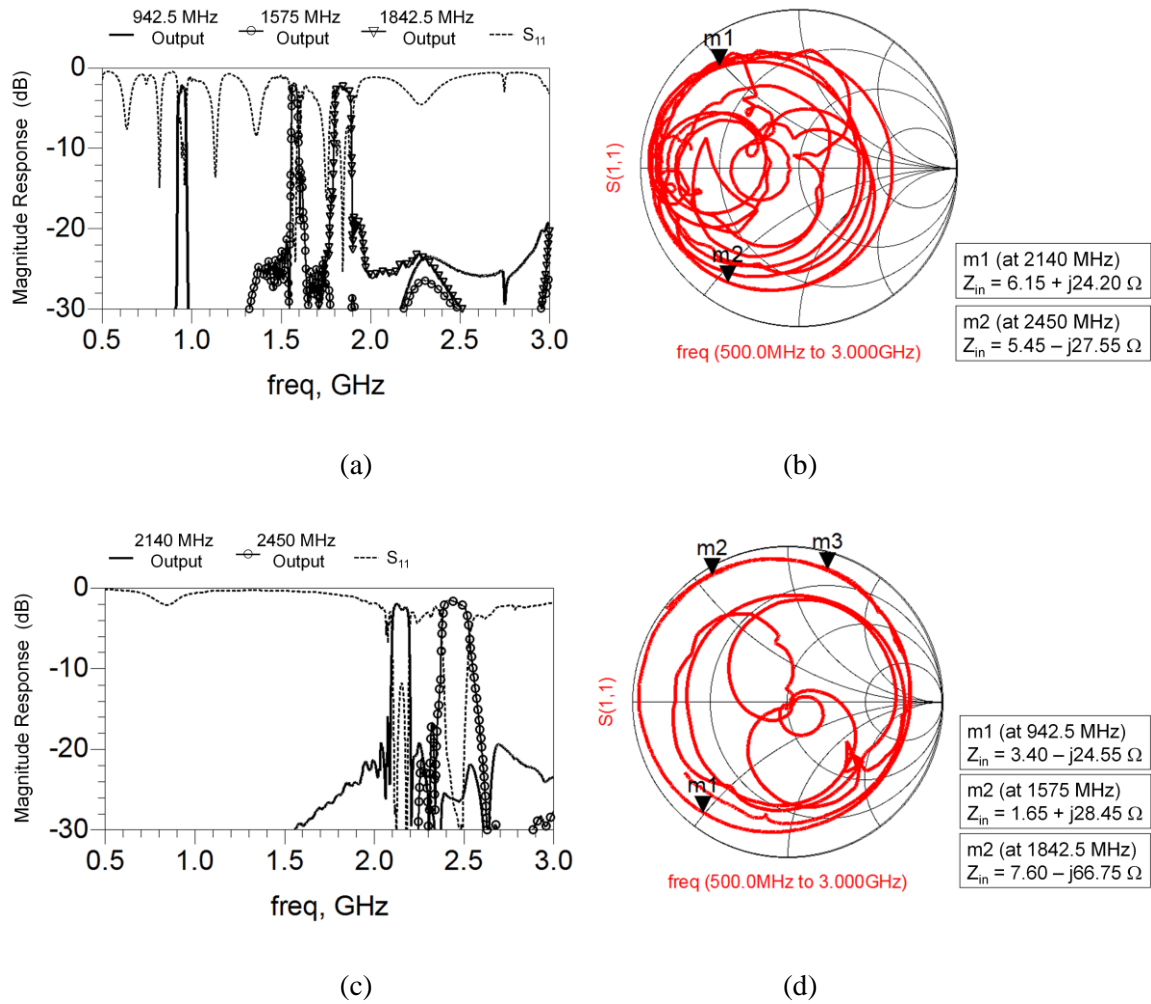 942.5 MHz Output 1575 MHz Output 1842.5 MHz Output S11
Magnitude Response (dB)
0
-10
-20
-30
0.5 1.0 1.5 2.0 2.5 3.0
freq, GHz
(a)
m1
m2
S(1,1)
freq (500.0MHz to 3.000GHz)
m1 (at 2140 MHz)
Zin = 6.15 + j24.20 Ω
m2 (at 2450 MHz)
Zin = 5.45 – j27.55 Ω
(b)
2140 MHz Output 2450 MHz Output S11
Magnitude Response (dB)
0
-10
-20
-30
0.5 1.0 1.5 2.0 2.5 3.0
freq, GHz
(c)
m2
m3
m1
S(1,1)
freq (500.0MHz to 3.000GHz)
m1 (at 942.5 MHz)
Zin = 3.40 – j24.55 Ω
m2 (at 1575 MHz)
Zin = 1.65 + j28.45 Ω
m2 (at 1842.5 MHz)
Zin = 7.60 – j66.75 Ω
(d)